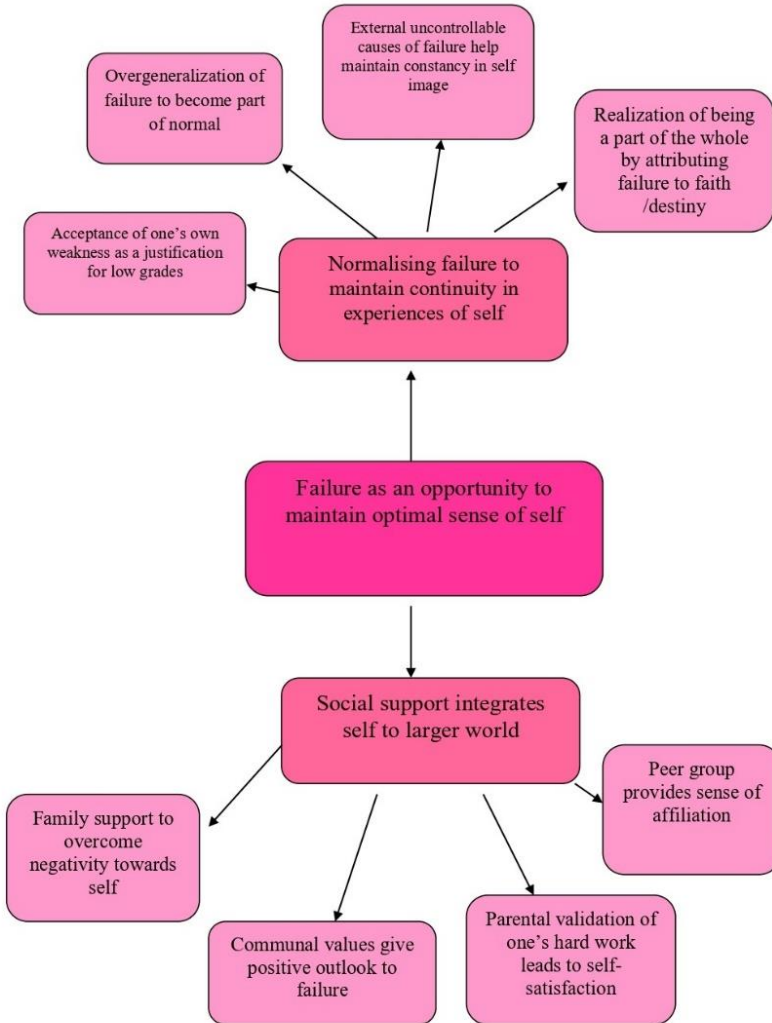 External uncontrollable
causes of failure help
maintain constancy in self
image
Overgeneralization of
failure to become part
of normal
Realization of being
a part of the whole
by attributing
failure to faith
/destiny
Acceptance of one’s own
weakness as a justification
for low grades
Normalising failure to
maintain continuity in
experiences of self
Failure as an opportunity to
maintain optimal sense of self
Social support integrates
self to larger world
Peer group
provides sense of
affiliation
Family support to
overcome
negativity towards
self
Communal values give
positive outlook to
failure
Parental validation of
one’s hard work
leads to self-
satisfaction